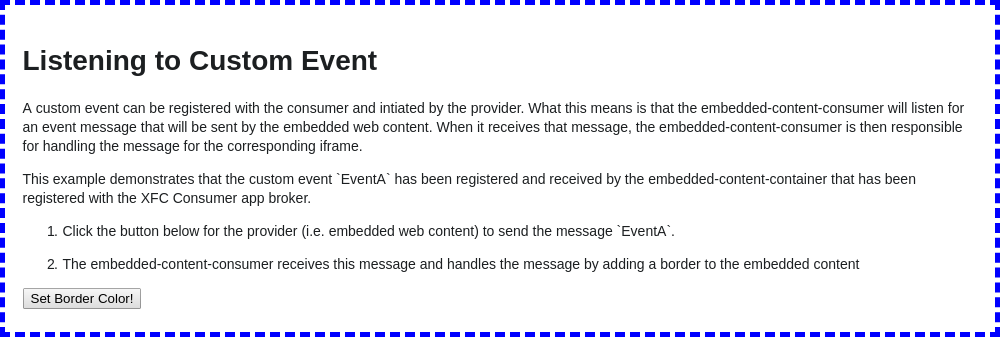 Listening to Custom Event
A custom event can be registered with the consumer and intiated by the provider. What this means is that the embedded-content-consumer will listen for
an event message that will be sent by the embedded web content. When it receives that message, the embedded-content-consumer is then responsible
for handling the message for the corresponding iframe.
This example demonstrates that the custom event `EventA` has been registered and received by the embedded-content-container that has been
registered with the XFC Consumer app broker.
1. Click the button below for the provider (i.e. embedded web content) to send the message `EventA`.
2. The embedded-content-consumer receives this message and handles the message by adding a border to the embedded content
Set Border Color!